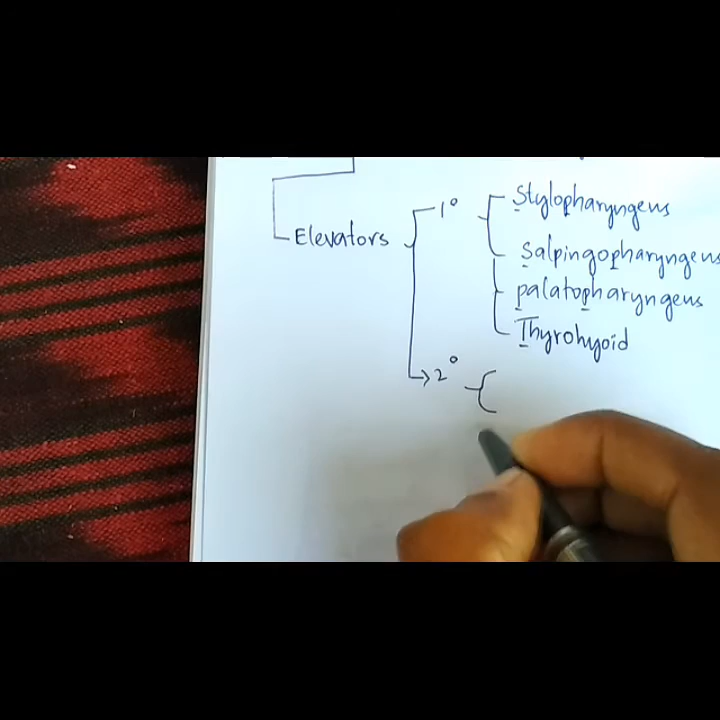 Elevators
1°
Stylopharyngeus
Salpingopharyngeus
palatopharyngeus
Thyrohyoid
2°